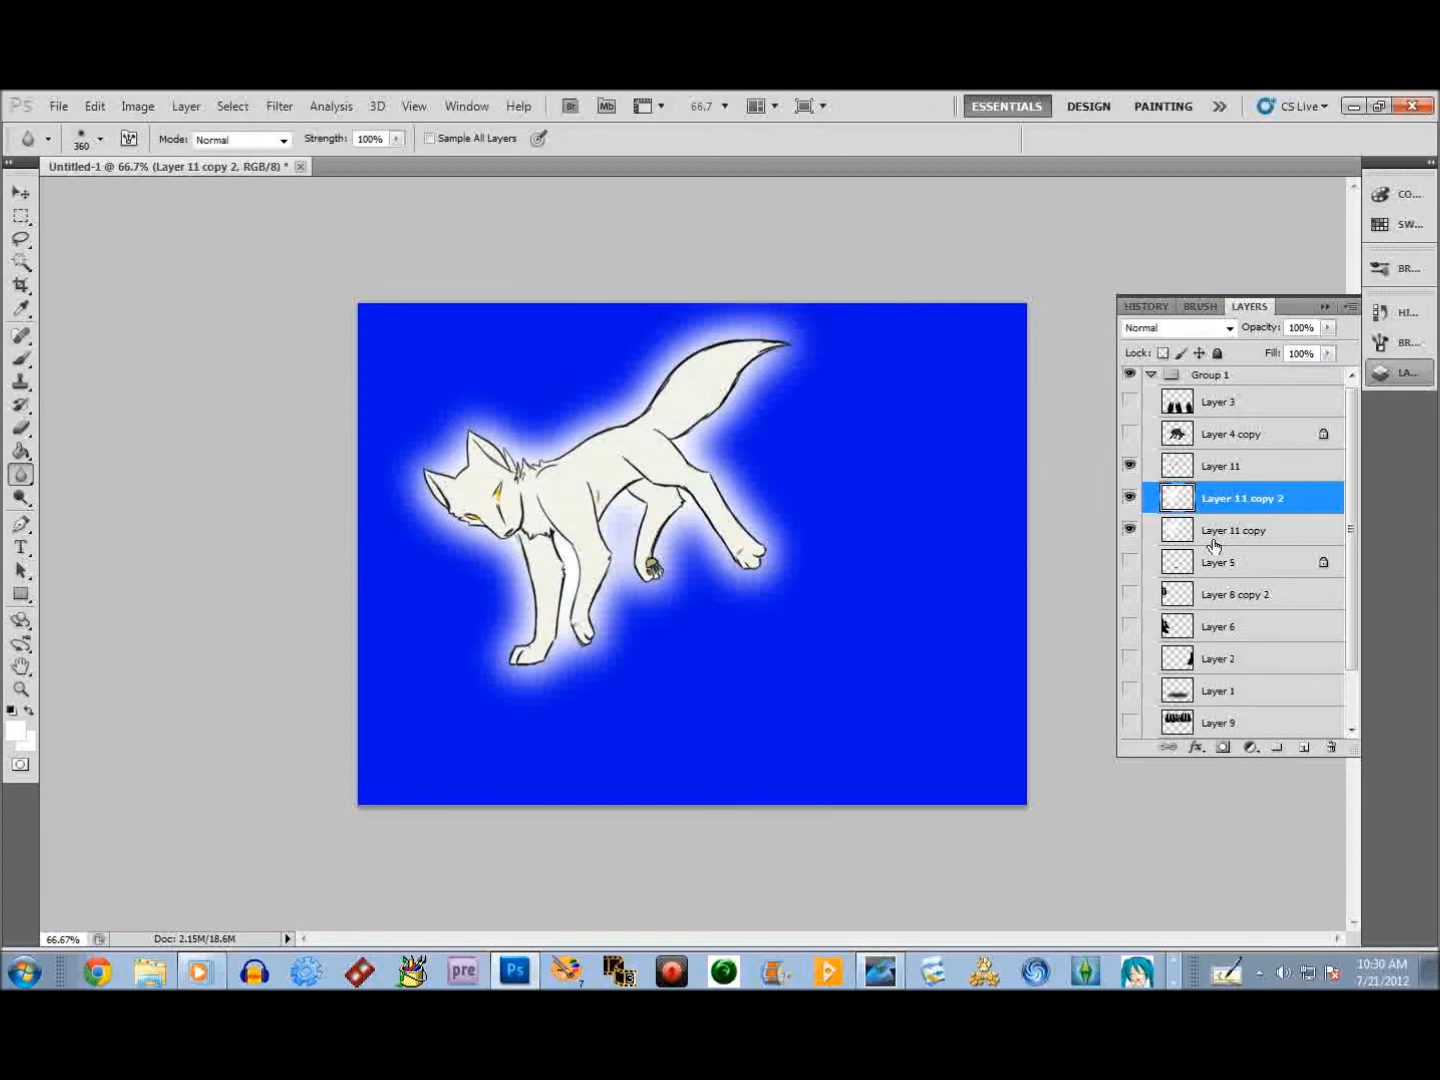 Ps File Edit Image Layer Select Filter Analysis 3D View Window Help Br Mb 66.7 ESSENTIALS DESIGN PAINTING CS Live
360 Mode: Normal Strength: 100% Sample All Layers
Untitled-1 @ 66.7% (Layer 11 copy 2, RGB/8) *
CO...
SW...
BR...
HI...
BR...
LA...
HISTORY BRUSH LAYERS
Normal Opacity: 100%
Lock: Fill: 100%
Group 1
Layer 3
Layer 4 copy
Layer 11
Layer 11 copy 2
Layer 11 copy
Layer 5
Layer 8 copy 2
Layer 6
Layer 2
Layer 1
Layer 9
fx
T
66.67% Doc: 2.15M/18.6M
pre Ps 7 10:30 AM
7/21/2012